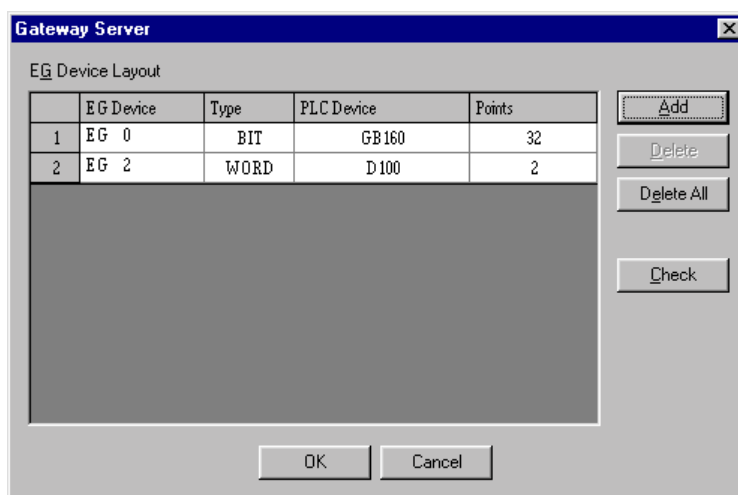 Gateway Server
EG Device Layout
EG Device Type PLC Device Points
1 EG 0 BIT GB160 32
2 EG 2 WORD D100 2
Add
Delete
Delete All
Check
OK Cancel